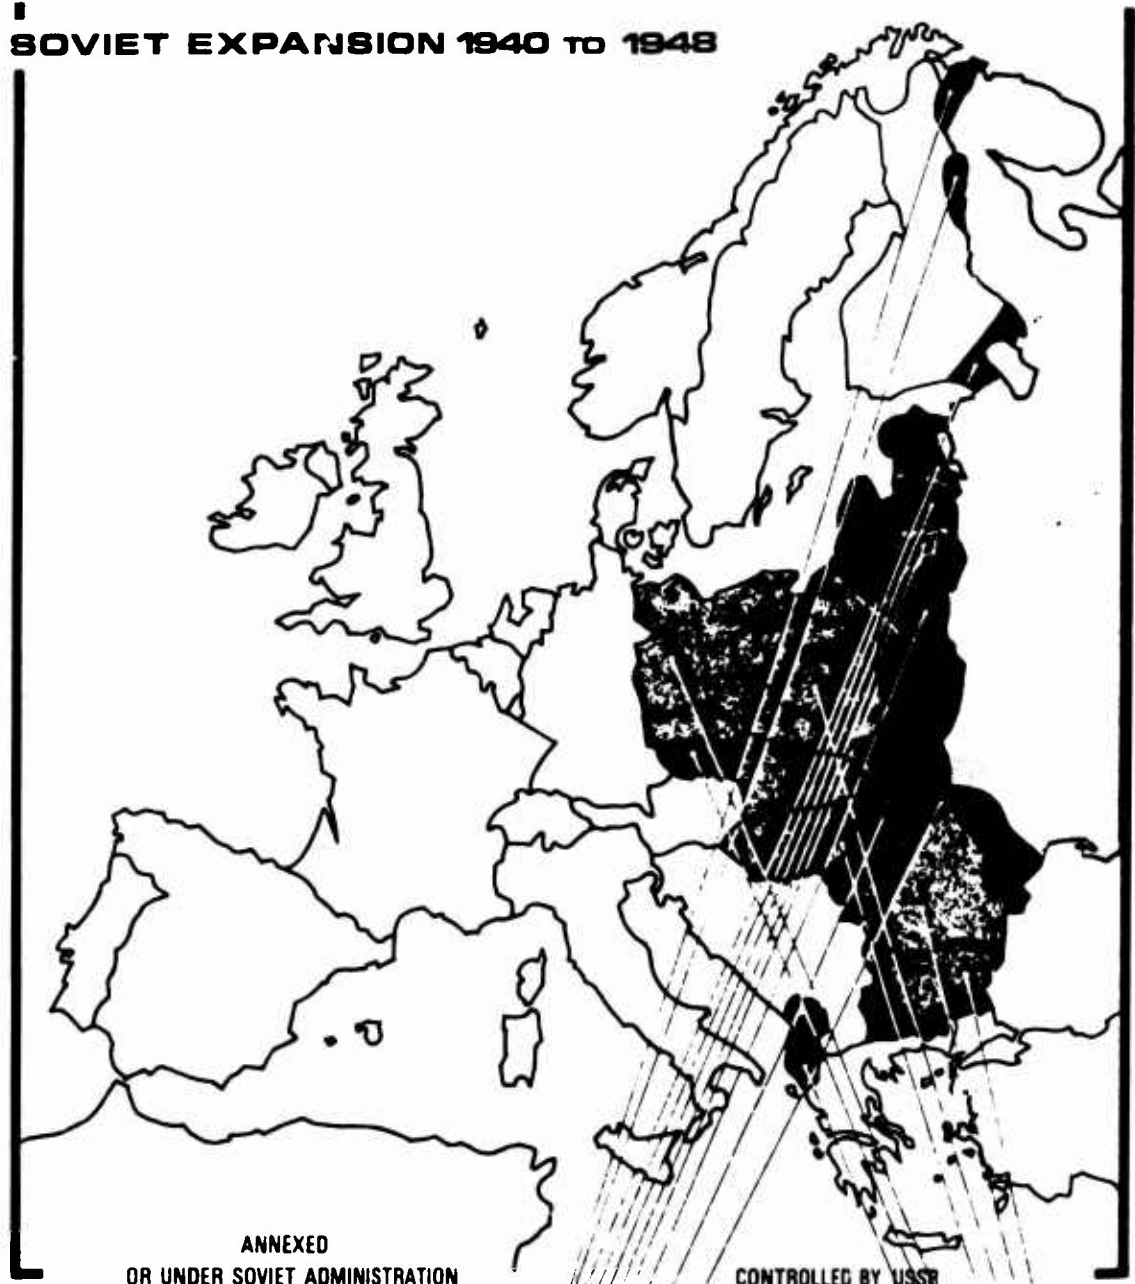 SOVIET EXPANSION 1940 TO 1948
ANNEXED
OR UNDER SOVIET ADMINISTRATION
CONTROLLED BY USSR